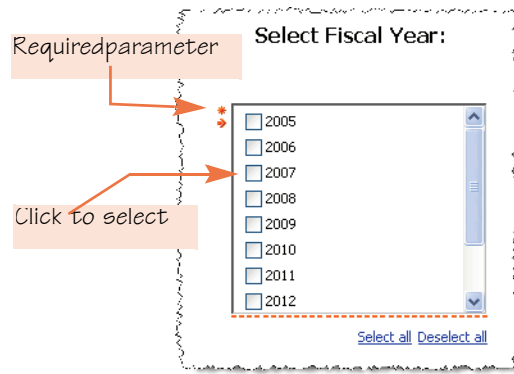 Select Fiscal Year:
Requiredparameter
2005
2006
2007
2008
2009
2010
2011
2012
Click to select
Select all Deselect all